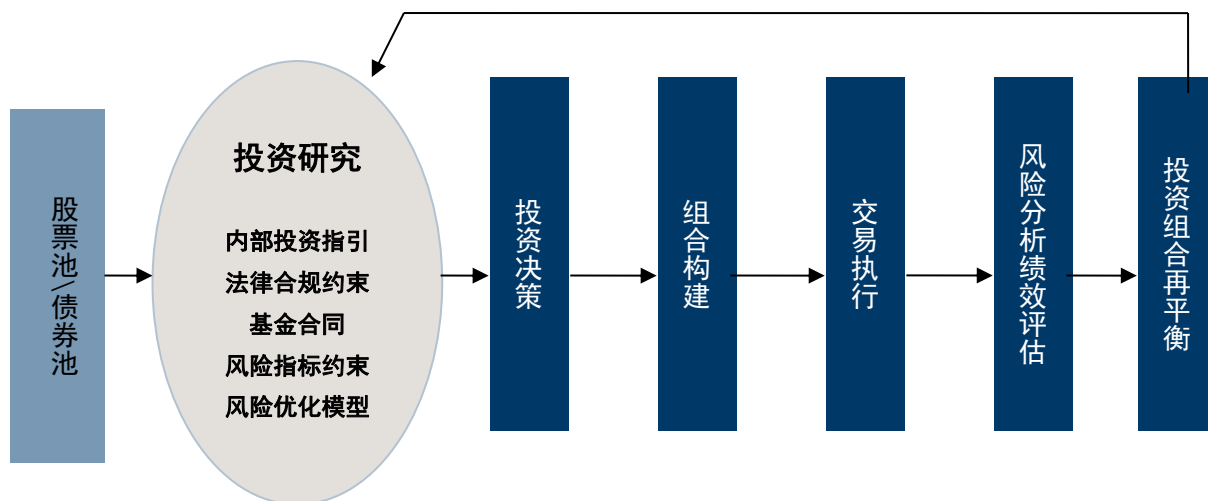 股票池\债券池
投资研究
内部投资指引
法律合规约束
基金合同
风险指标约束
风险优化模型
投资决策
组合构建
交易执行
风险分析绩效评估
投资组合再平衡